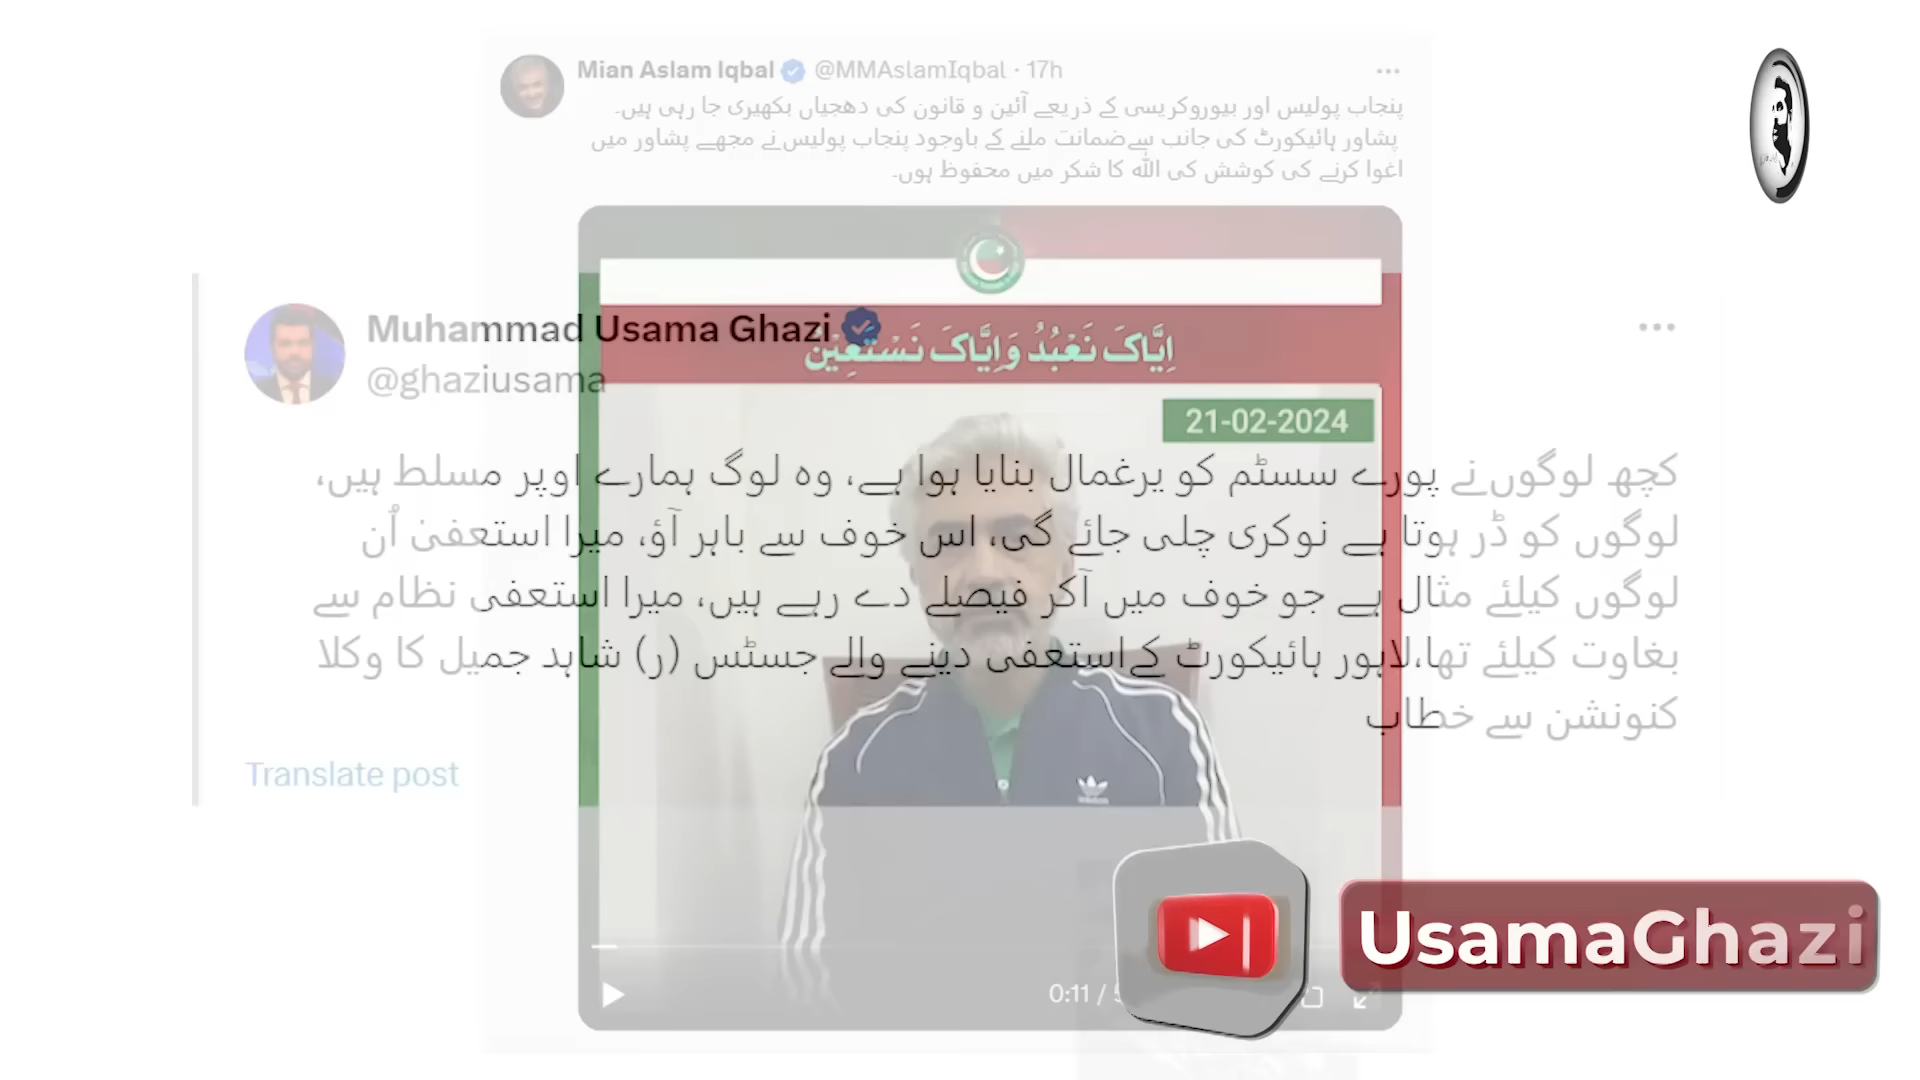 Mian Aslam Iqbal @MMAslamIqbal · 17h
پنجاب پولیس اور بیوروکریسی کے ذریعے آئین و قانون کی دھجیاں بکھیری جا رہی ہیں۔
پشاور ہائیکورٹ کی جانب سےضمانت ملنے کے باوجود پنجاب پولیس نے مجھے پشاور میں
اغوا کرنے کی کوشش کی اللہ کا شکر میں محفوظ ہوں۔
اِیَّاکَ نَعْبُدُ وَاِیَّاکَ نَسْتَعِیْنُ
21-02-2024
Muhammad Usama Ghazi
@ghaziusama
کچھ لوگوں نے پورے سسٹم کو یرغمال بنایا ہوا ہے، وہ لوگ ہمارے اوپر مسلط ہیں،
لوگوں کو ڈر ہوتا ہے نوکری چلی جائے گی، اس خوف سے باہر آؤ، میرا استعفیٰ اُن
لوگوں کیلئے مثال ہے جو خوف میں آکر فیصلے دے رہے ہیں، میرا استعفی نظام سے
بغاوت کیلئے تھا،لاہور ہائیکورٹ کےاستعفی دینے والے جسٹس (ر) شاہد جمیل کا وکلا
کنونشن سے خطاب
Translate post
0:11 /
UsamaGhazi